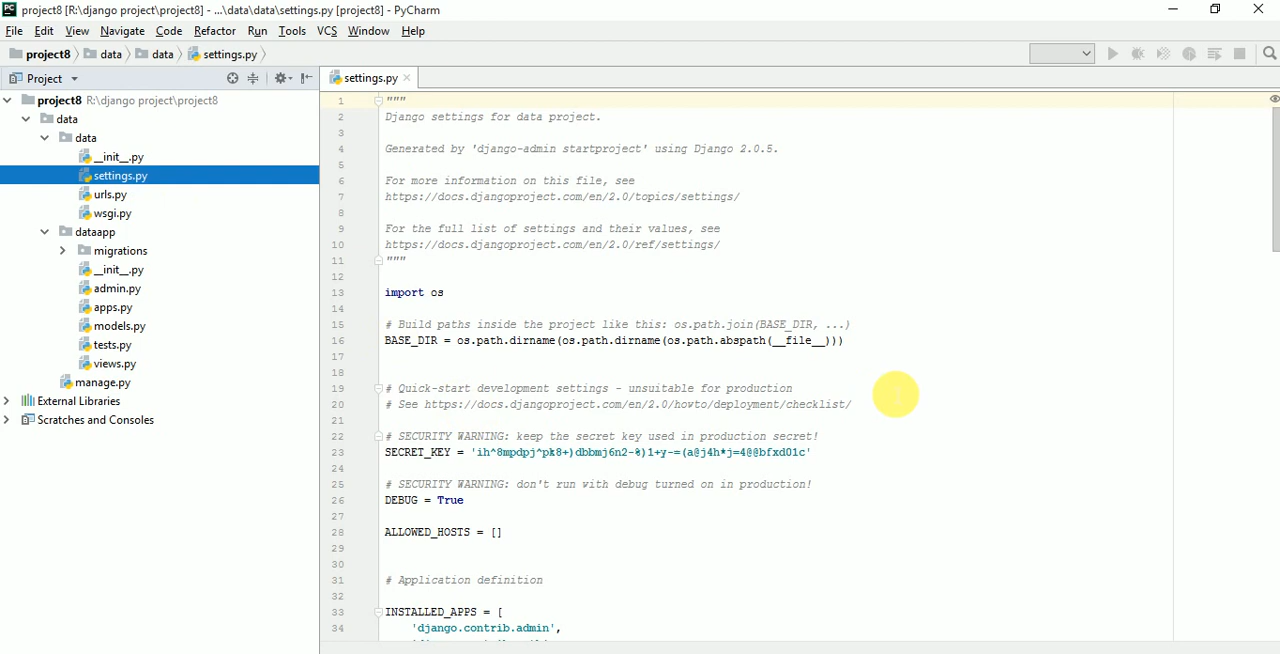 project8 [R:\django project\project8] - ...\data\data\settings.py [project8] - PyCharm
File Edit View Navigate Code Refactor Run Tools VCS Window Help
project8 data data settings.py
Project
settings.py
project8 R:\django project\project8
data
data
__init__.py
settings.py
urls.py
wsgi.py
dataapp
migrations
__init__.py
admin.py
apps.py
models.py
tests.py
views.py
manage.py
External Libraries
Scratches and Consoles
1 """
2 Django settings for data project.
3
4 Generated by 'django-admin startproject' using Django 2.0.5.
5
6 For more information on this file, see
7 https://docs.djangoproject.com/en/2.0/topics/settings/
8
9 For the full list of settings and their values, see
10 https://docs.djangoproject.com/en/2.0/ref/settings/
11 """
12
13 import os
14
15 # Build paths inside the project like this: os.path.join(BASE_DIR, ...)
16 BASE_DIR = os.path.dirname(os.path.dirname(os.path.abspath(__file__)))
17
18
19 # Quick-start development settings - unsuitable for production
20 # See https://docs.djangoproject.com/en/2.0/howto/deployment/checklist/
21
22 # SECURITY WARNING: keep the secret key used in production secret!
23 SECRET_KEY = 'ih^8mpdpj^pk8+)dbbmj6n2-%)1+y-=(a@j4h*j=4@@bfxd01c'
24
25 # SECURITY WARNING: don't run with debug turned on in production!
26 DEBUG = True
27
28 ALLOWED_HOSTS = []
29
30
31 # Application definition
32
33 INSTALLED_APPS = [
34 'django.contrib.admin',